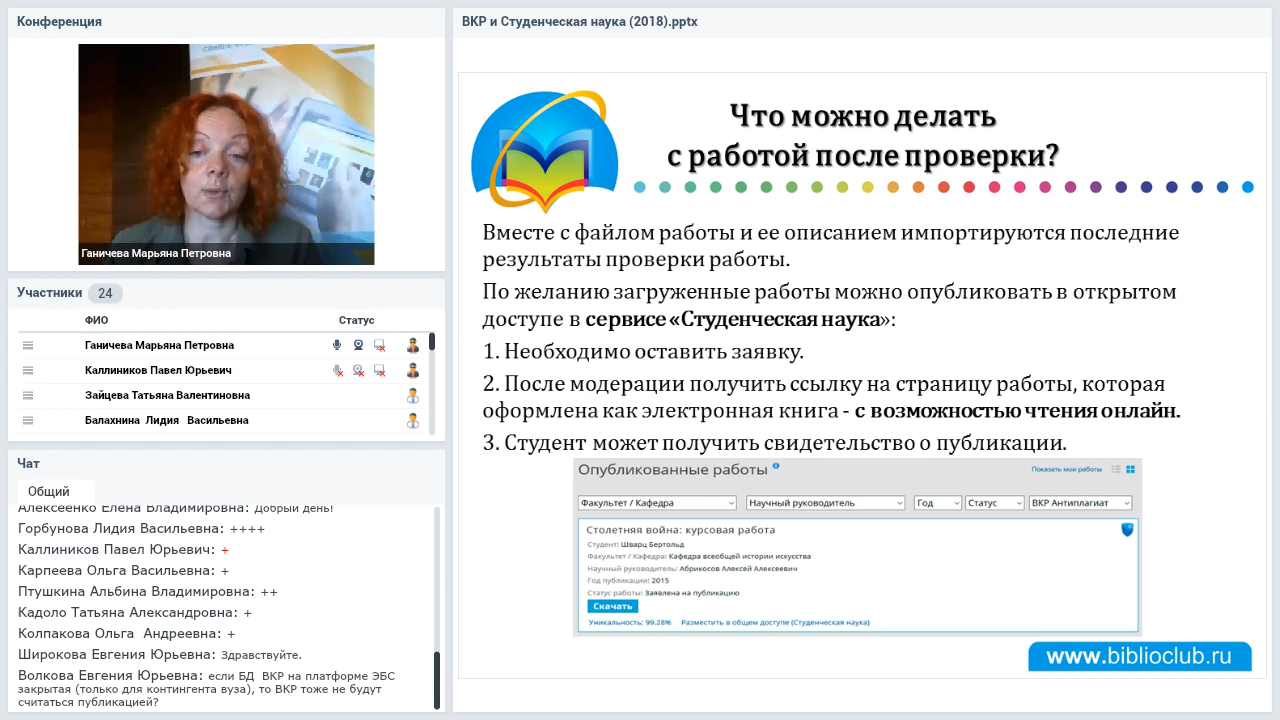 Конференция
Ганичева Марьяна Петровна
Участники 24
ФИО Статус
Ганичева Марьяна Петровна
Каллиников Павел Юрьевич
Зайцева Татьяна Валентиновна
Балахнина Лидия Васильевна
Чат
Общий
Алексеенко Елена Владимировна: Добрый день!
Горбунова Лидия Васильевна: ++++
Каллиников Павел Юрьевич: +
Карпеева Ольга Васильевна: +
Птушкина Альбина Владимировна: ++
Кадоло Татьяна Александровна: +
Колмакова Ольга Андреевна: +
Широкова Евгения Юрьевна: Здравствуйте.
Волкова Евгения Юрьевна: если БД ВКР на платформе ЭБС
закрытая (только для контингента вуза), то ВКР тоже не будут
считаться публикацией?
ВКР и Студенческая наука (2018).pptx
Что можно делать
с работой после проверки?
Вместе с файлом работы и ее описанием импортируются последние
результаты проверки работы.
По желанию загруженные работы можно опубликовать в открытом
доступе в сервисе «Студенческая наука»:
1. Необходимо оставить заявку.
2. После модерации получить ссылку на страницу работы, которая
оформлена как электронная книга - с возможностью чтения онлайн.
3. Студент может получить свидетельство о публикации.
Опубликованные работы Показать мои работы
Факультет / Кафедра Научный руководитель Год Статус ВКР Антиплагиат
Столетняя война: курсовая работа
Студент: Шварц Бертольд
Факультет / Кафедра: Кафедра всеобщей истории искусства
Научный руководитель: Абрикосов Алексей Алексеевич
Год публикации: 2015
Статус работы: Заявлена на публикацию
Скачать
Уникальность: 99.28% Разместить в общем доступе (Студенческая наука)
www.biblioclub.ru